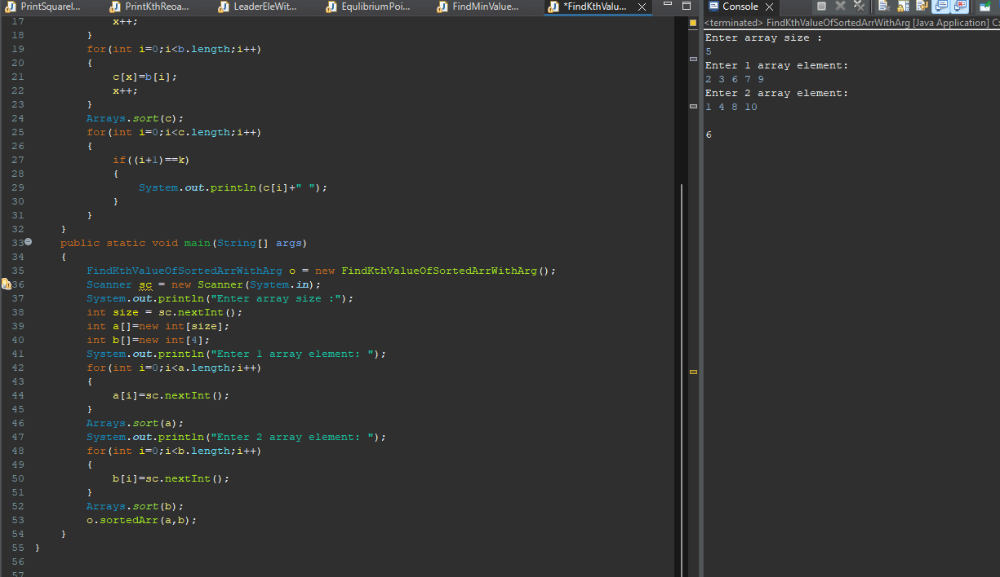 PrintSquareI...
PrintKthReoa...
LeaderEleWit...
EqulibriumPoi...
FindMinValue...
*FindKthValu...
17 x++;
18 }
19 for(int i=0;i<b.length;i++)
20 {
21 c[x]=b[i];
22 x++;
23 }
24 Arrays.sort(c);
25 for(int i=0;i<c.length;i++)
26 {
27 if((i+1)==k)
28 {
29 System.out.println(c[i]+" ");
30 }
31 }
32 }
33 public static void main(String[] args)
34 {
35 FindKthValueOfSortedArrWithArg o = new FindKthValueOfSortedArrWithArg();
36 Scanner sc = new Scanner(System.in);
37 System.out.println("Enter array size :");
38 int size = sc.nextInt();
39 int a[]=new int[size];
40 int b[]=new int[4];
41 System.out.println("Enter 1 array element: ");
42 for(int i=0;i<a.length;i++)
43 {
44 a[i]=sc.nextInt();
45 }
46 Arrays.sort(a);
47 System.out.println("Enter 2 array element: ");
48 for(int i=0;i<b.length;i++)
49 {
50 b[i]=sc.nextInt();
51 }
52 Arrays.sort(b);
53 o.sortedArr(a,b);
54 }
55 }
56
57
Console
<terminated> FindKthValueOfSortedArrWithArg [Java Application] C:
Enter array size :
5
Enter 1 array element:
2 3 6 7 9
Enter 2 array element:
1 4 8 10
6